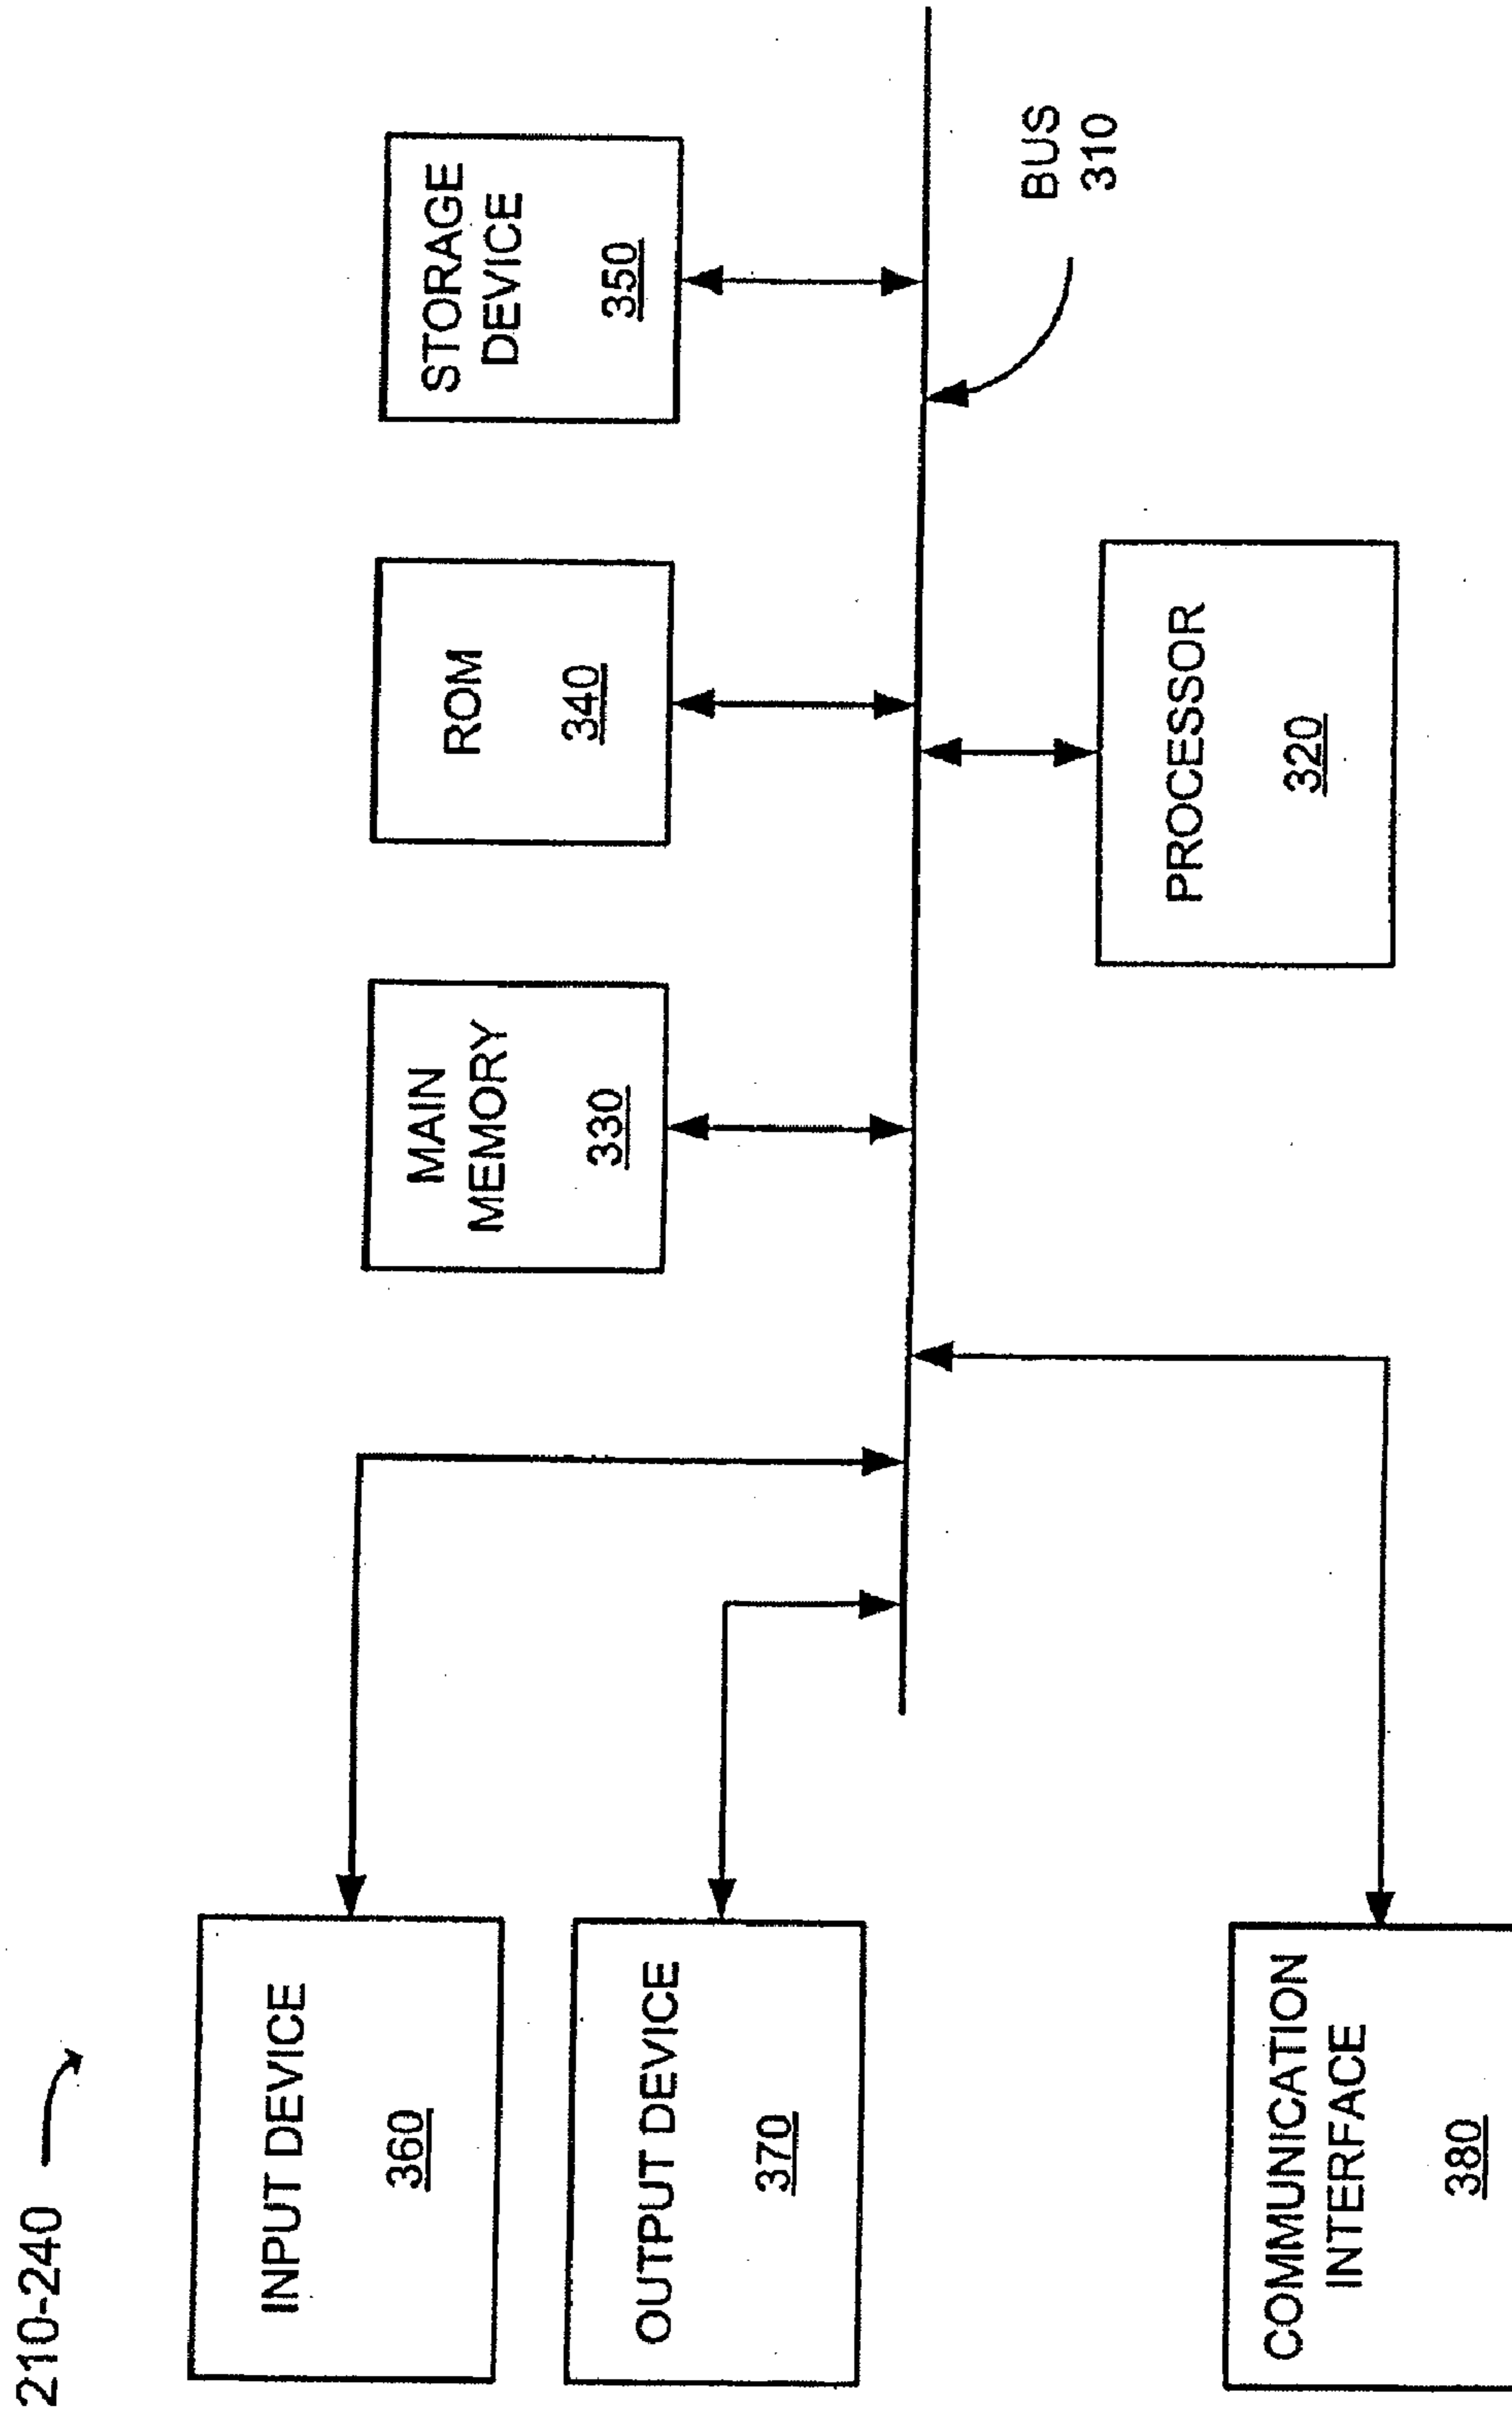 210-240
INPUT DEVICE
360
OUTPUT DEVICE
370
COMMUNICATION
INTERFACE
380
MAIN
MEMORY
330
ROM
340
STORAGE
DEVICE
350
PROCESSOR
320
BUS
310